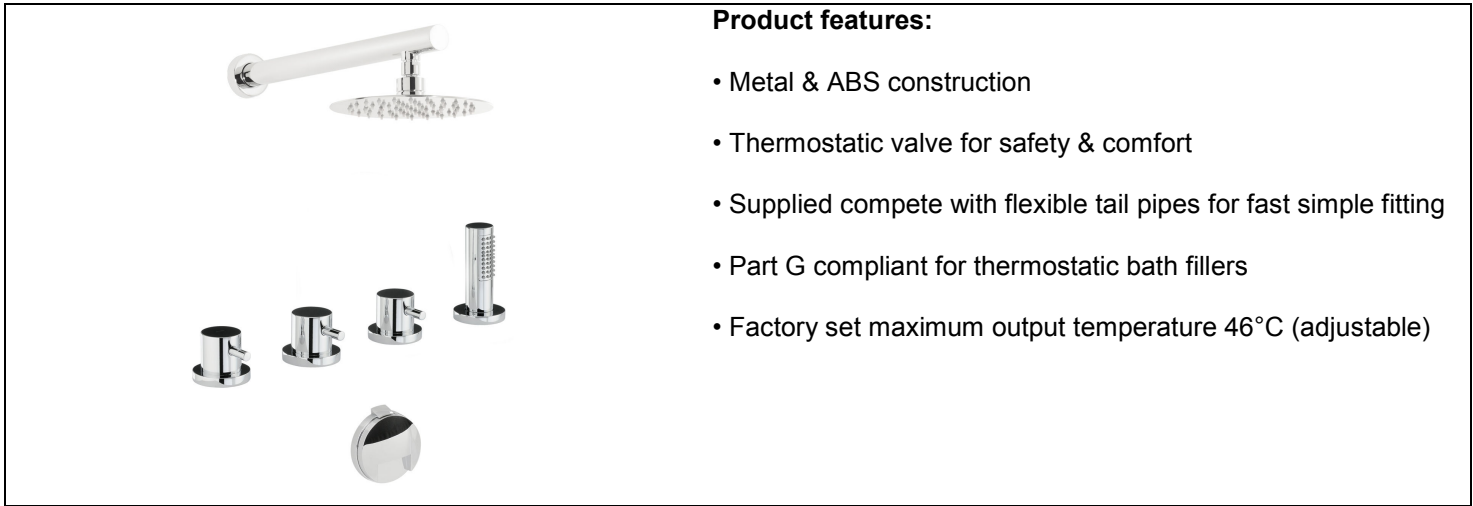 Product features:
• Metal & ABS construction
• Thermostatic valve for safety & comfort
• Supplied compete with flexible tail pipes for fast simple fitting
• Part G compliant for thermostatic bath fillers
• Factory set maximum output temperature 46°C (adjustable)